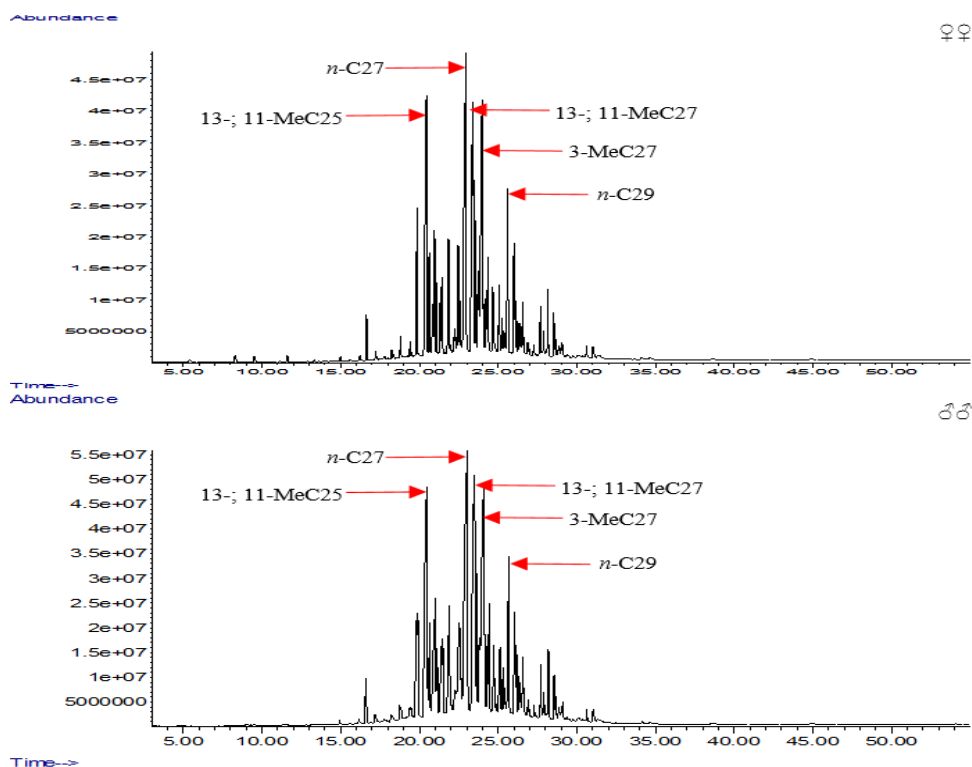 Abundance
♀♀
4.5e+07
4e+07
3.5e+07
3e+07
2.5e+07
2e+07
1.5e+07
1e+07
5000000
n-C27
13-; 11-MeC25
13-; 11-MeC27
3-MeC27
n-C29
5.00 10.00 15.00 20.00 25.00 30.00 35.00 40.00 45.00 50.00
Time-->
Abundance
♂♂
5.5e+07
5e+07
4.5e+07
4e+07
3.5e+07
3e+07
2.5e+07
2e+07
1.5e+07
1e+07
5000000
n-C27
13-; 11-MeC25
13-; 11-MeC27
3-MeC27
n-C29
5.00 10.00 15.00 20.00 25.00 30.00 35.00 40.00 45.00 50.00
Time-->